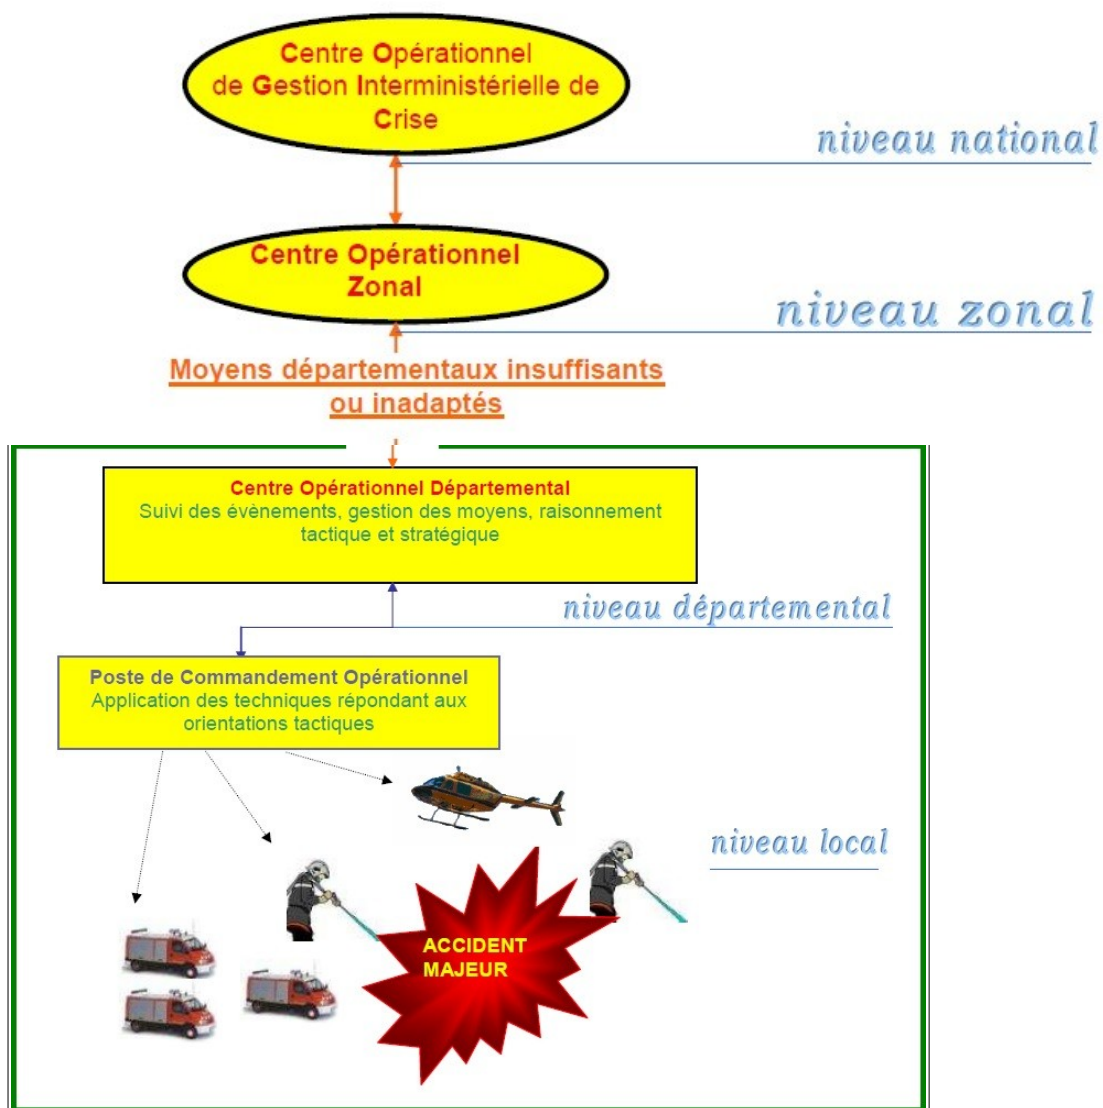 Centre Opérationnel
de Gestion Interministérielle de
Crise
niveau national
Centre Opérationnel
Zonal
niveau zonal
Moyens départementaux insuffisants
ou inadaptés
Centre Opérationnel Départemental
Suivi des évènements, gestion des moyens, raisonnement
tactique et stratégique
niveau départemental
Poste de Commandement Opérationnel
Application des techniques répondant aux
orientations tactiques
niveau local
ACCIDENT
MAJEUR